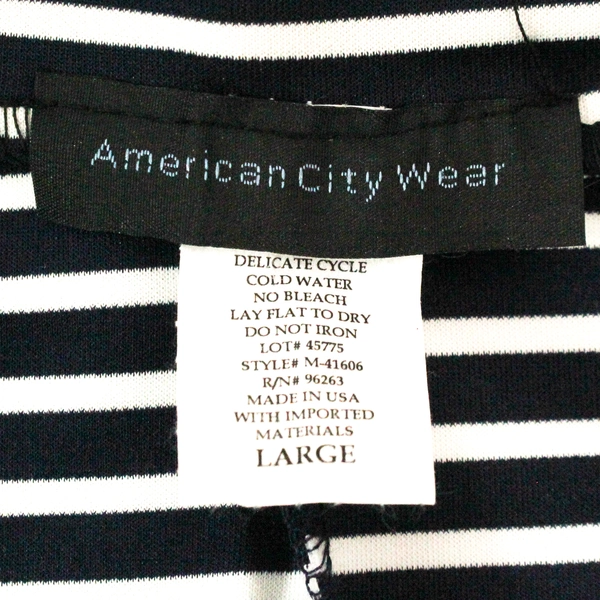 American City Wear
DELICATE CYCLE
COLD WATER
NO BLEACH
LAY FLAT TO DRY
DO NOT IRON
LOT# 45775
STYLE# M-41606
R/N# 96263
MADE IN USA
WITH IMPORTED
MATERIALS
LARGE